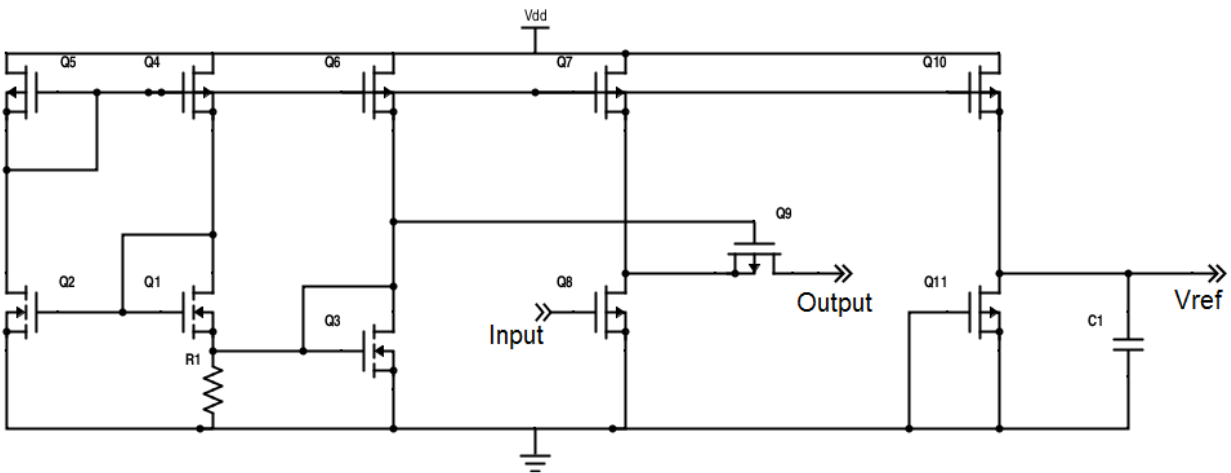 Vdd
Q5
Q4
Q6
Q7
Q10
Q9
Q2
Q1
Q3
Q8
Q11
Output
Input
R1
C1
Vref